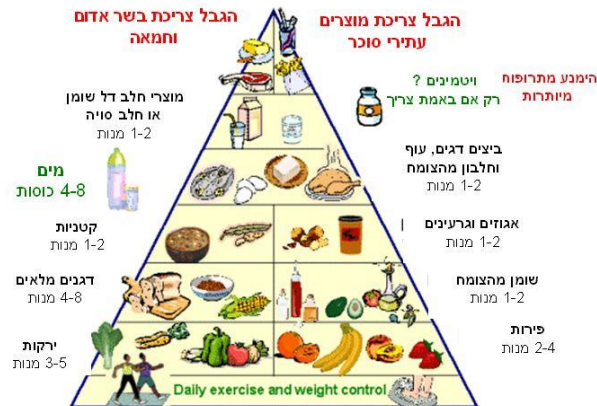 הגבל צריכת בשר אדום
וחמאה
הגבל צריכת מוצרים
עתירי סוכר
הימנע מתרופות
מיותרות
ויטמינים ?
רק אם באמת צריך
מוצרי חלב דל שומן
או חלב סויה
1-2 מנות
ביצים דגים, עוף
וחלבון מהצומח
1-2 מנות
מים
4-8 כוסות
קטניות
1-2 מנות
אגוזים וגרעינים
1-2 מנות
דגנים מלאים
4-8 מנות
שומן מהצומח
1-2 מנות
ירקות
3-5 מנות
פירות
2-4 מנות
Daily exercise and weight control